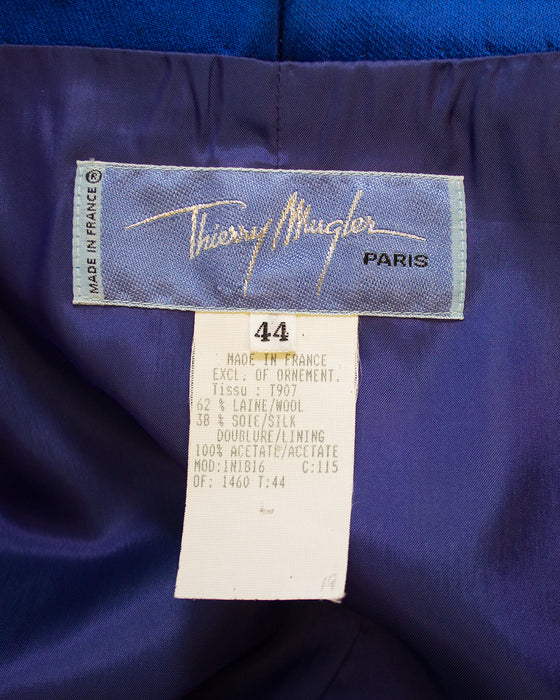 MADE IN FRANCE ®
Thierry Mugler
PARIS
44
MADE IN FRANCE
EXCL. OF ORNEMENT.
Tissu : T907
62 % LAINE/WOOL
38 % SOIE/SILK
DOUBLURE/LINING
100% ACETATE/ACCTATE
MOD:1N1816 C:115
OF: 1460 T:44